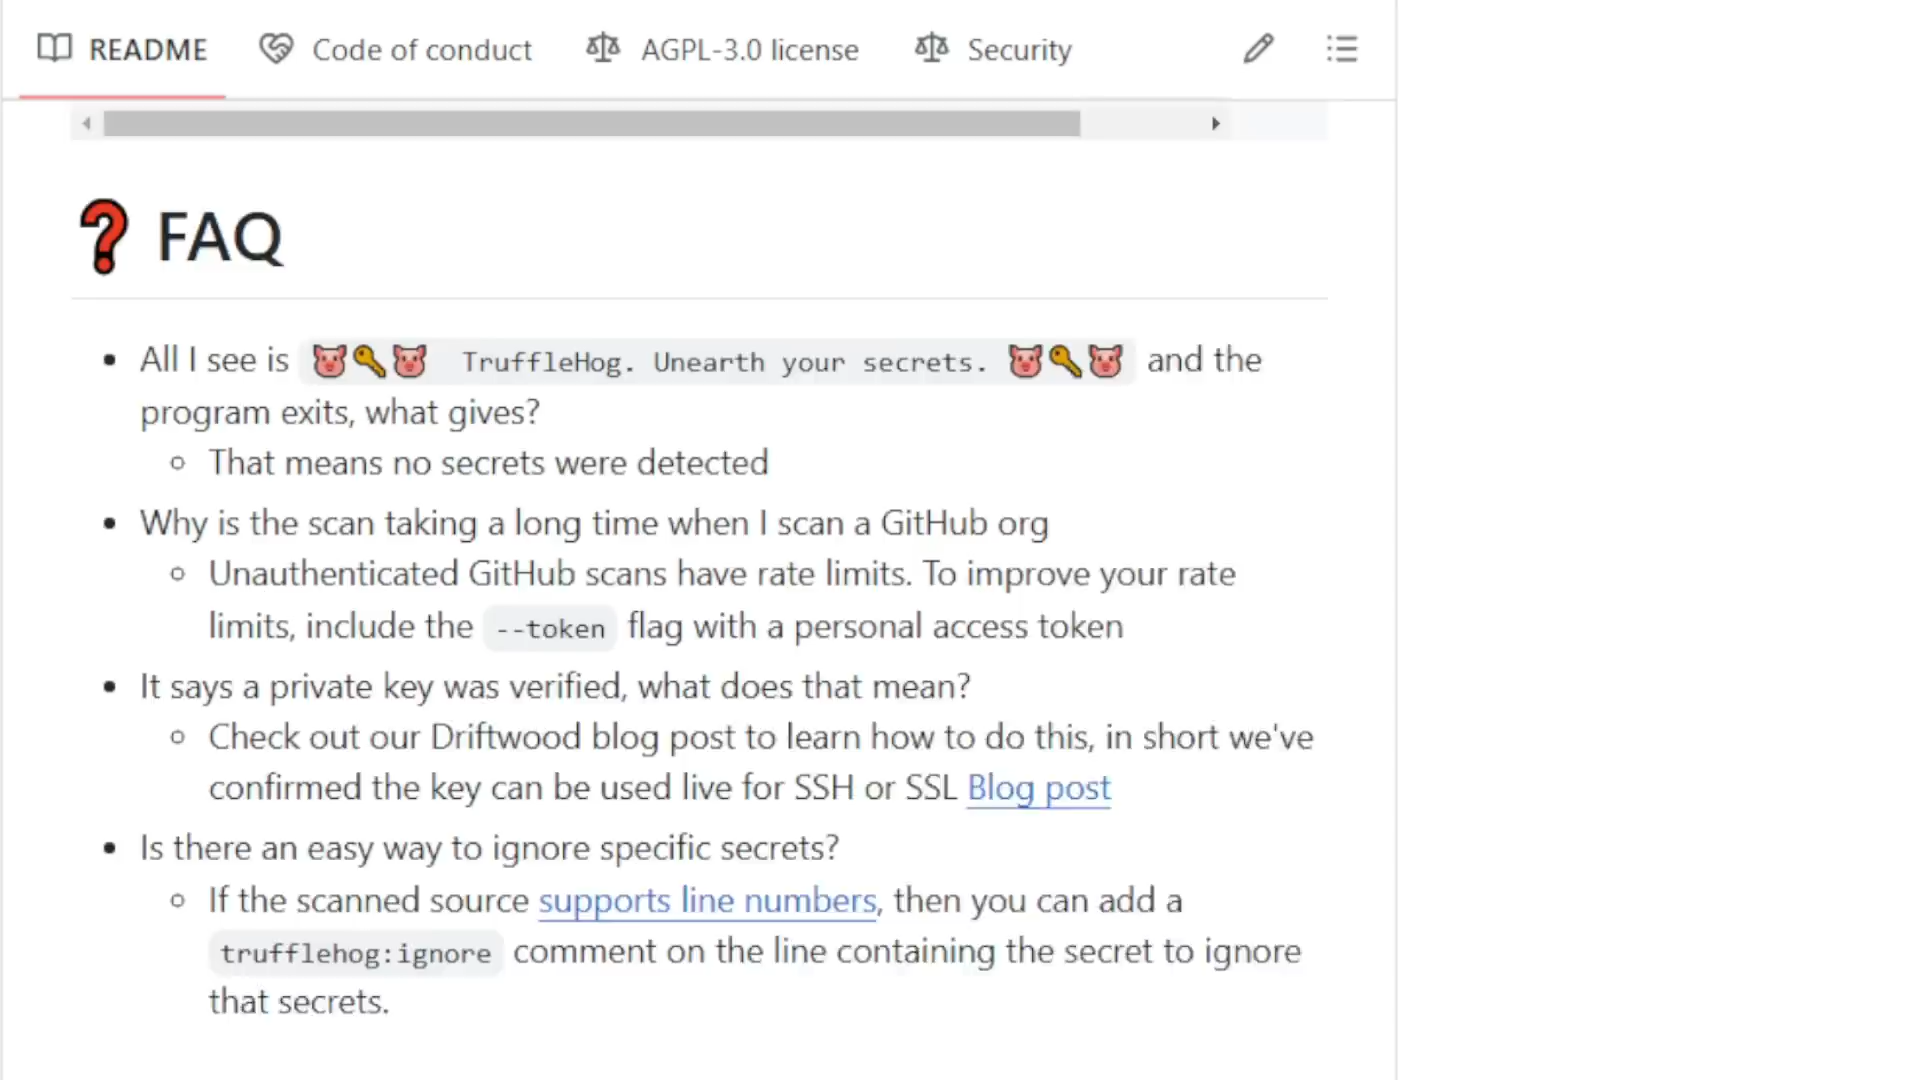 README Code of conduct AGPL-3.0 license Security
❓ FAQ
• All I see is 🐷🔑🐷 TruffleHog. Unearth your secrets. 🐷🔑🐷 and the
program exits, what gives?
◦ That means no secrets were detected
• Why is the scan taking a long time when I scan a GitHub org
◦ Unauthenticated GitHub scans have rate limits. To improve your rate
limits, include the --token flag with a personal access token
• It says a private key was verified, what does that mean?
◦ Check out our Driftwood blog post to learn how to do this, in short we've
confirmed the key can be used live for SSH or SSL Blog post
• Is there an easy way to ignore specific secrets?
◦ If the scanned source supports line numbers, then you can add a
trufflehog:ignore comment on the line containing the secret to ignore
that secrets.